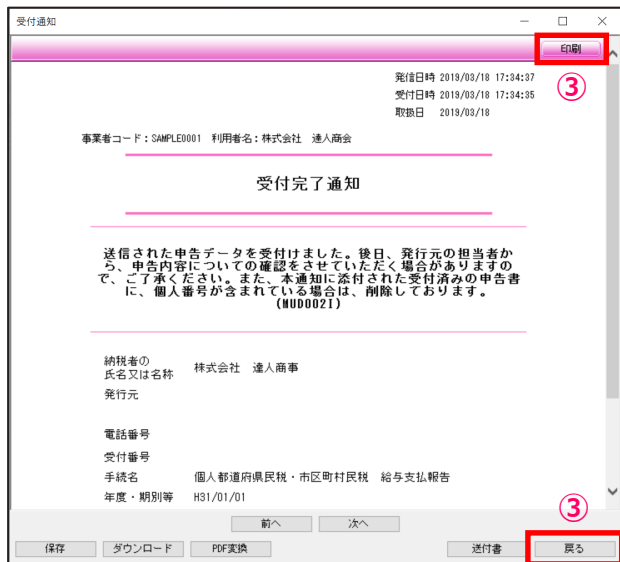 受付通知
印刷
③
発信日時 2019/03/18 17:34:37
受付日時 2019/03/18 17:34:35
取扱日 2019/03/18
事業者コード：SAMPLE0001 利用者名：株式会社 達人商会
受付完了通知
送信された申告データを受付けました。後日、発行元の担当者か
ら、申告内容についての確認をさせていただく場合がありますの
で、ご了承ください。また、本通知に添付された受付済みの申告書
に、個人番号が含まれている場合は、削除しております。
(MUD002I)
納税者の
氏名又は名称 株式会社 達人商事
発行元
電話番号
受付番号
手続名 個人都道府県民税・市区町村民税 給与支払報告
年度・期別等 H31/01/01
③
前へ 次へ
保存 ダウンロード PDF変換 送付書 戻る